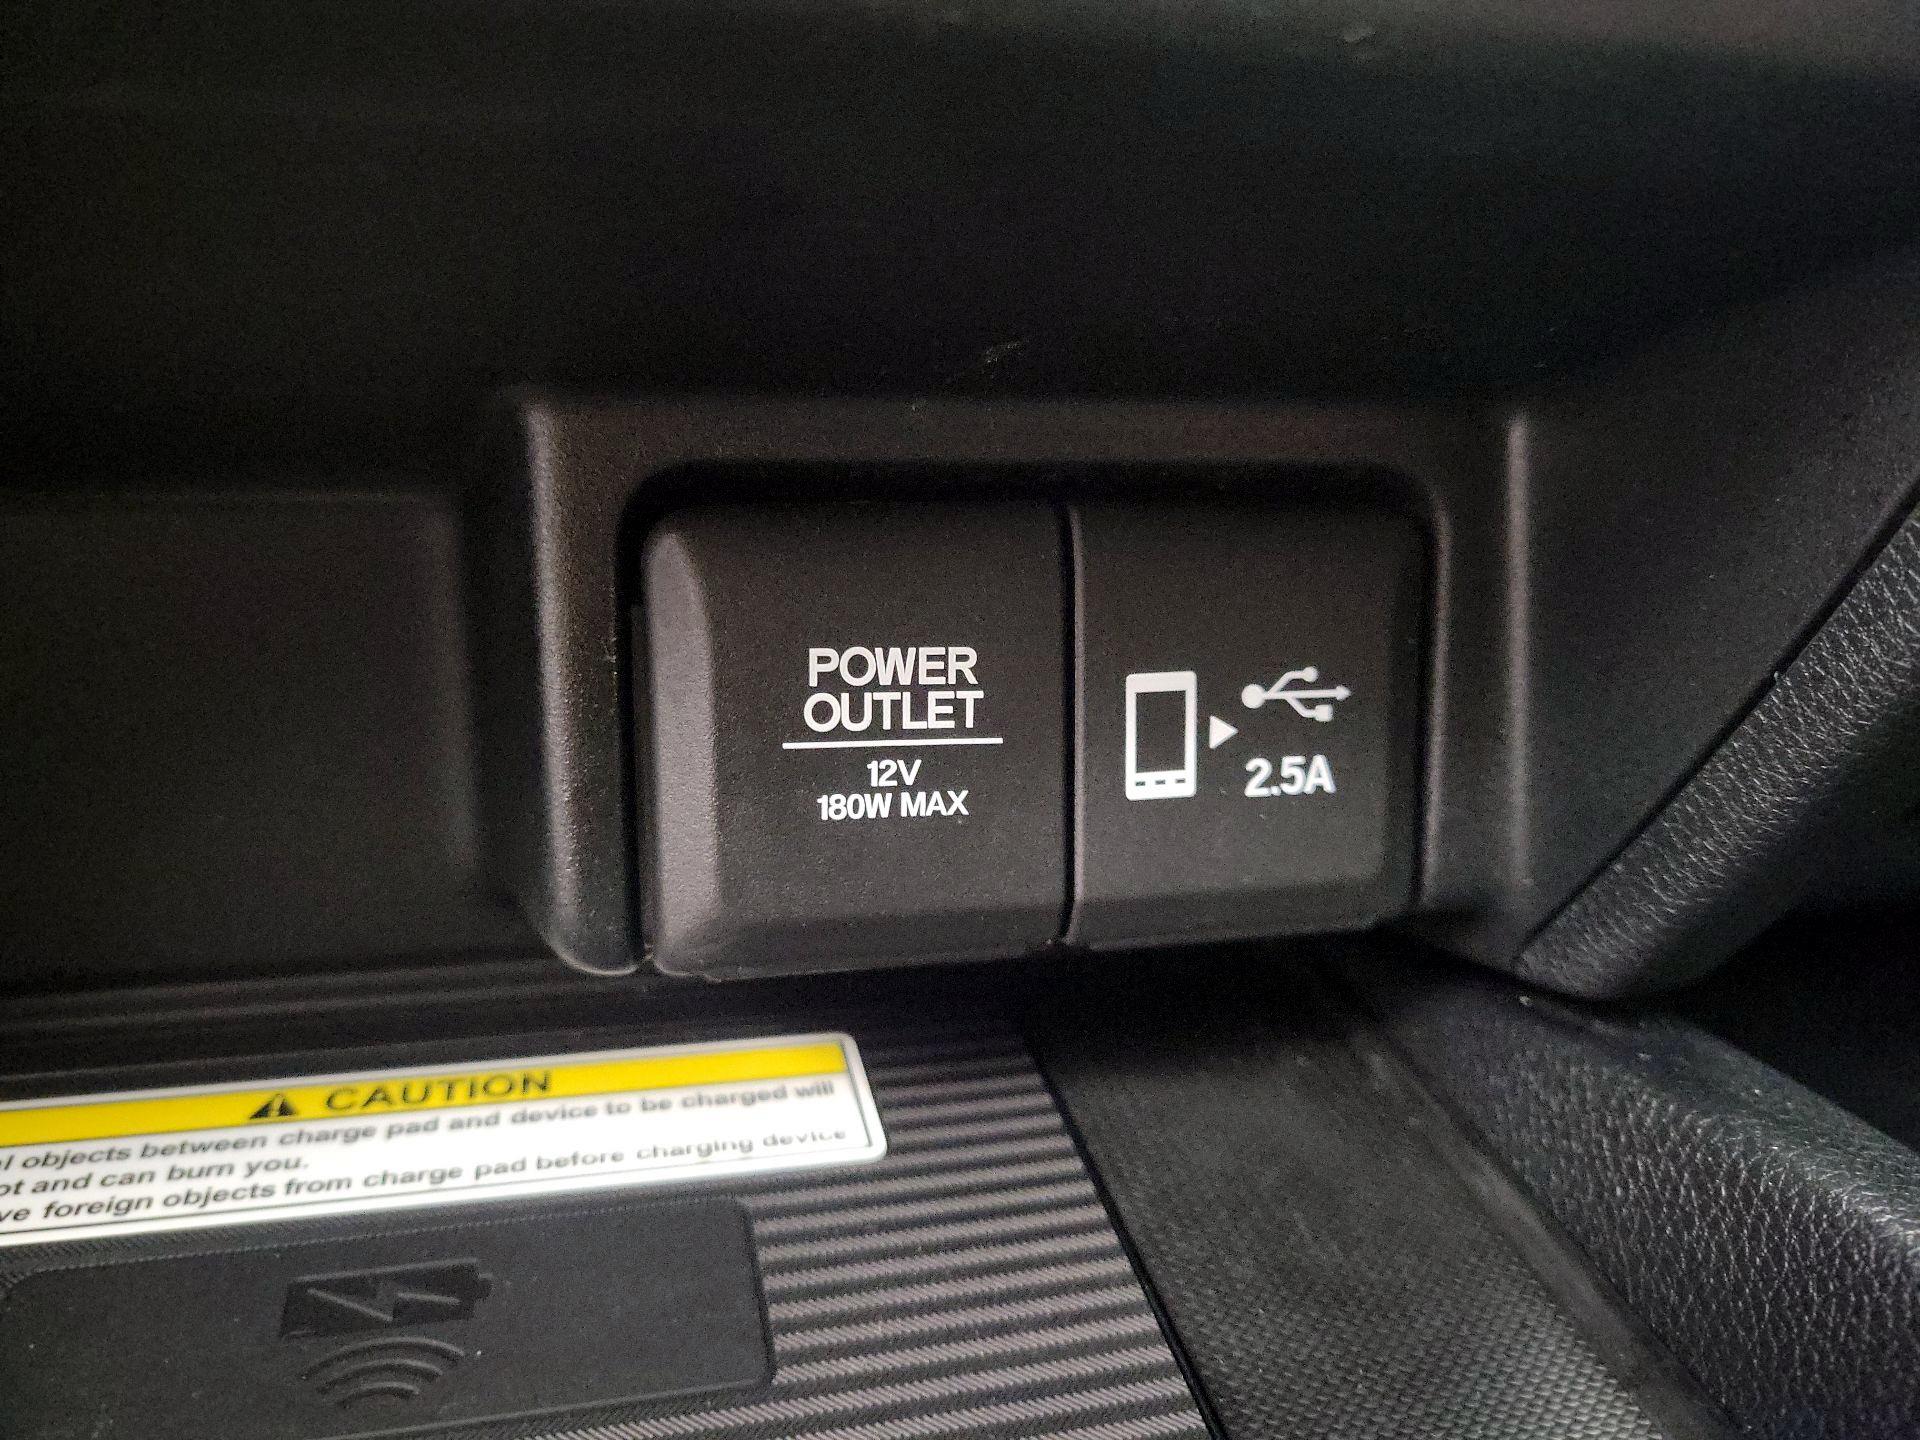 POWER
OUTLET
12V
180W MAX
2.5A
CAUTION
objects between charge pad and device to be charged will
and can burn you.
foreign objects from charge pad before charging device